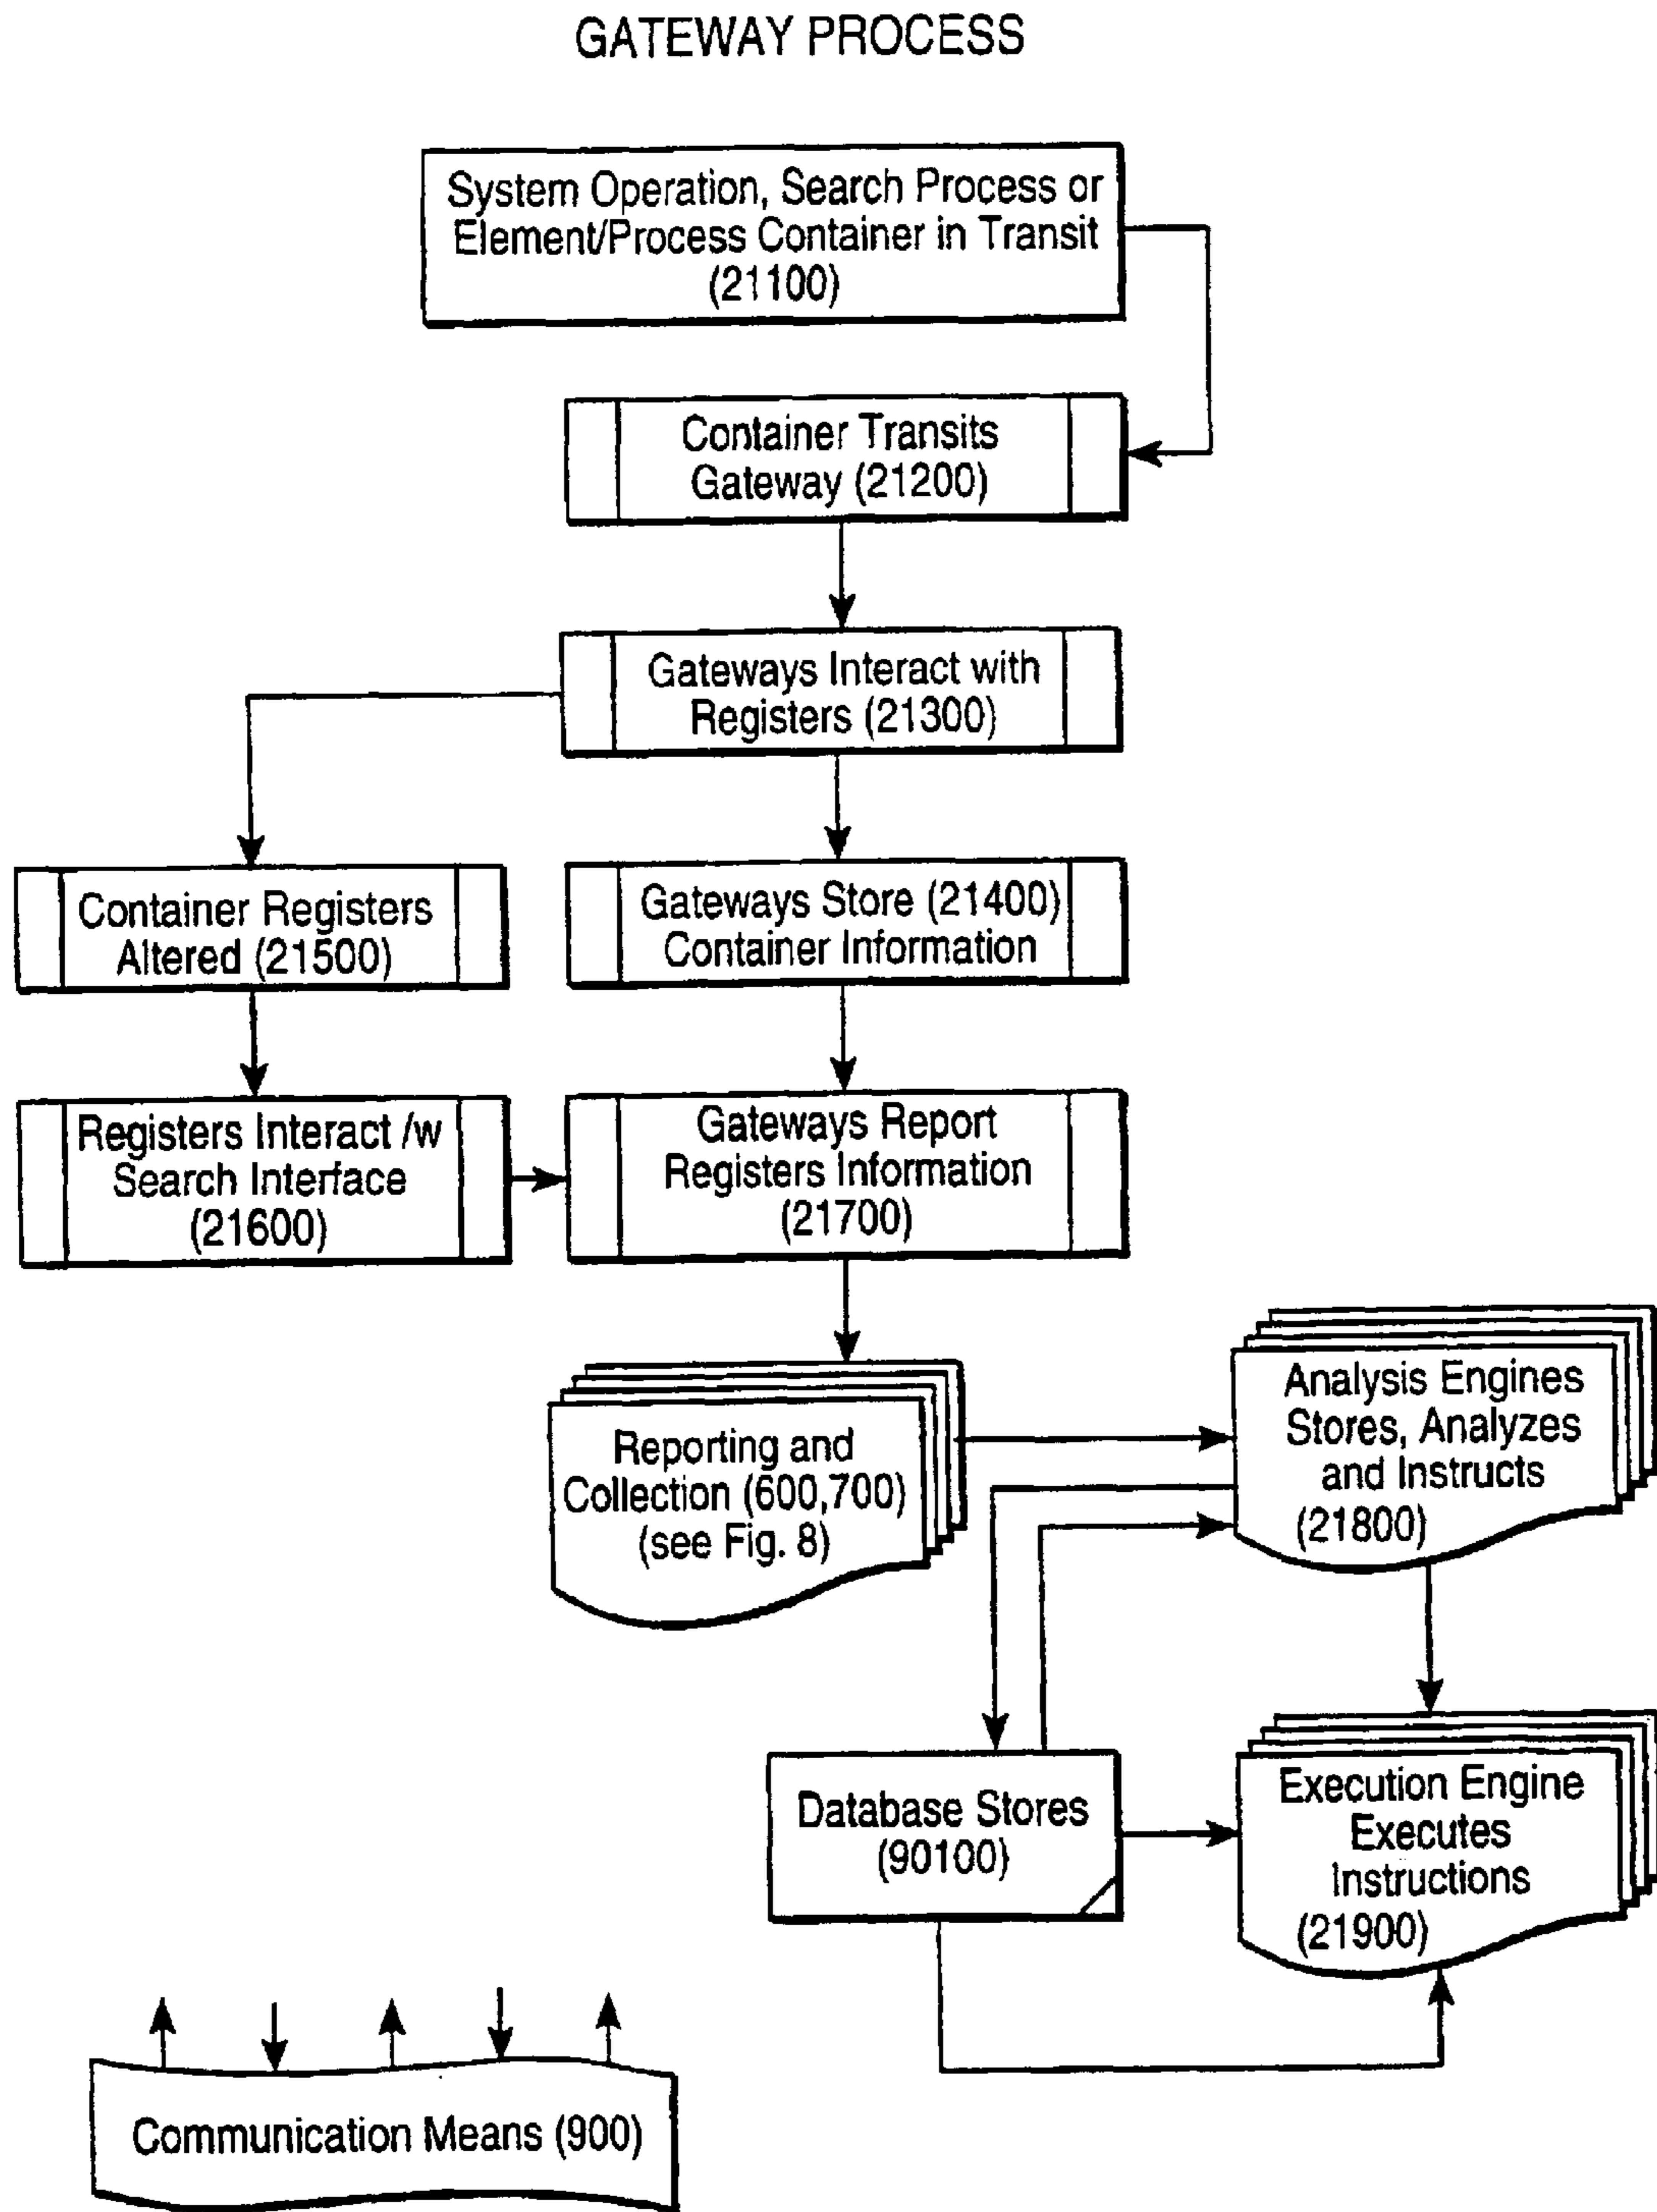 GATEWAY PROCESS
System Operation, Search Process or
Element/Process Container in Transit
(21100)
Container Transits
Gateway (21200)
Gateways Interact with
Registers (21300)
Container Registers
Altered (21500)
Gateways Store (21400)
Container Information
Registers Interact /w
Search Interface
(21600)
Gateways Report
Registers Information
(21700)
Reporting and
Collection (600,700)
(see Fig. 8)
Analysis Engines
Stores, Analyzes
and Instructs
(21800)
Database Stores
(90100)
Execution Engine
Executes
Instructions
(21900)
Communication Means (900)